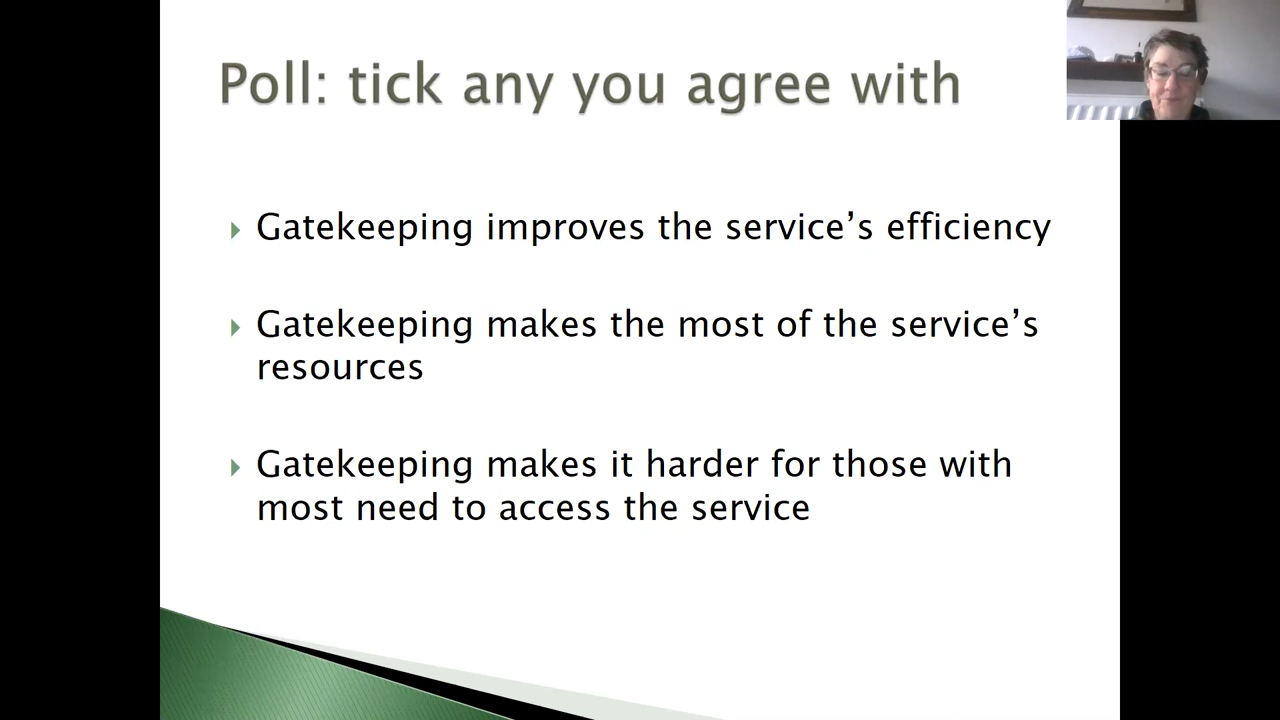 Poll: tick any you agree with
Gatekeeping improves the service’s efficiency
Gatekeeping makes the most of the service’s
resources
Gatekeeping makes it harder for those with
most need to access the service